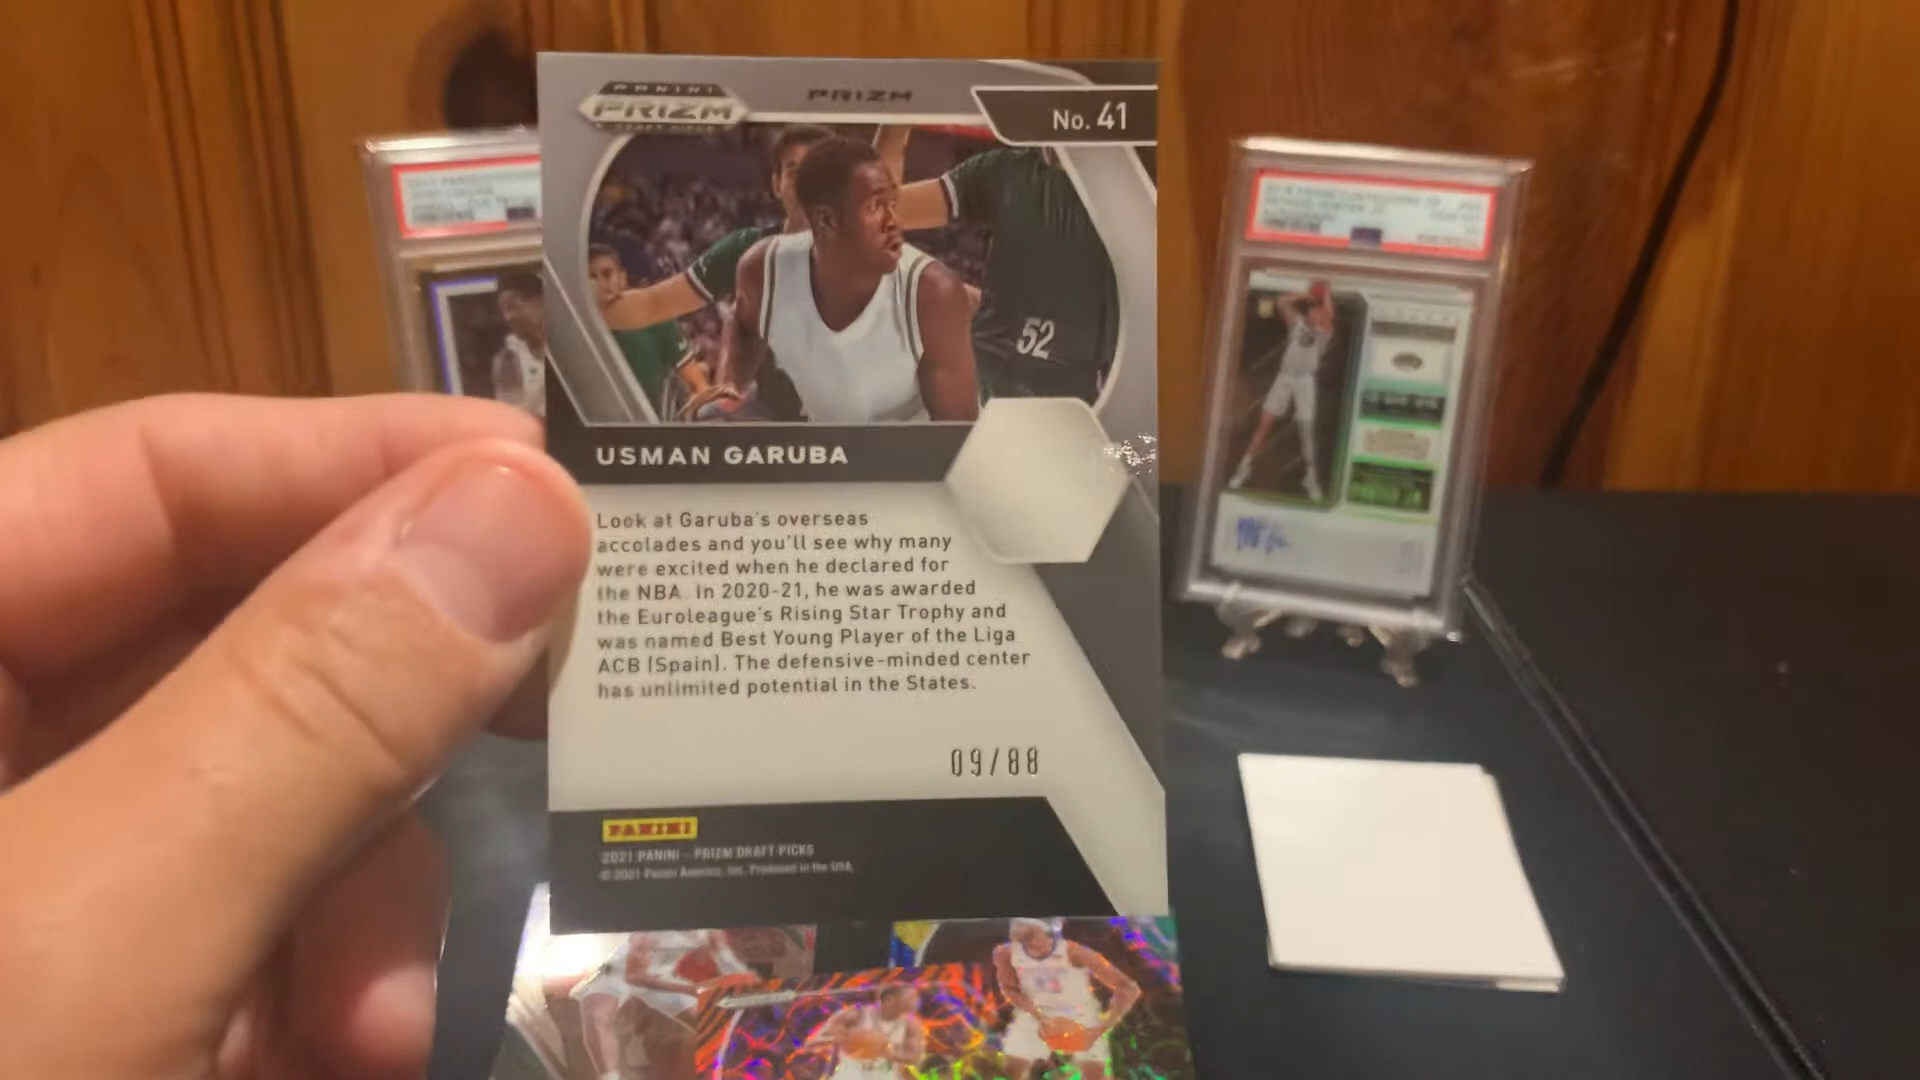 PANINI
PRIZM
PRIZM
No. 41
52
USMAN GARUBA
Look at Garuba's overseas
accolades and you'll see why many
were excited when he declared for
the NBA. In 2020-21, he was awarded
the Euroleague's Rising Star Trophy and
was named Best Young Player of the Liga
ACB (Spain). The defensive-minded center
has unlimited potential in the States.
09/88
PANINI
2021 PANINI - PRIZM DRAFT PICKS
© 2021 Panini America, Inc. Produced in the USA.